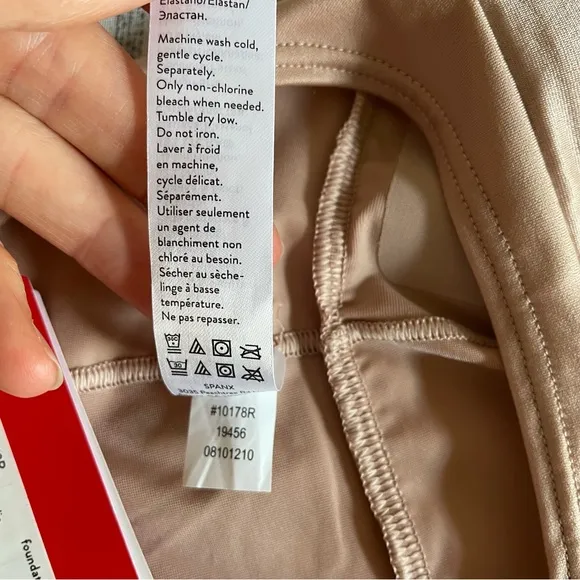 Elastano/Elastan/
Эластан.
Machine wash cold,
gentle cycle.
Separately.
Only non-chlorine
bleach when needed.
Tumble dry low.
Do not iron.
Laver à froid
en machine,
cycle délicat.
Séparément.
Utiliser seulement
un agent de
blanchiment non
chloré au besoin.
Sécher au sèche-
linge à basse
température.
Ne pas repasser.
30
SPANX
#10178R
19456
08101210
founda